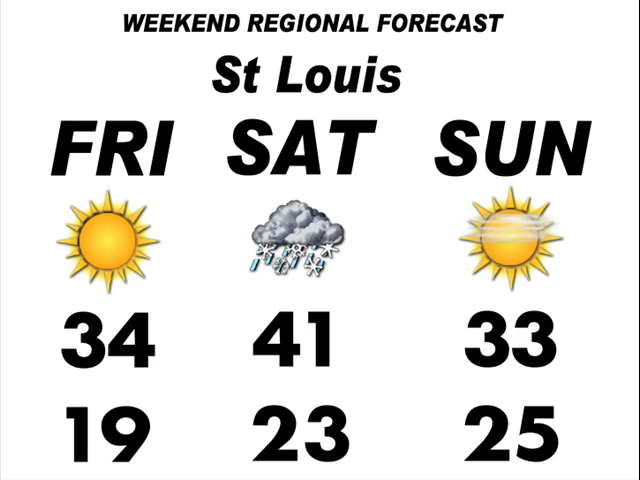 WEEKEND REGIONAL FORECAST
St Louis
FRI SAT SUN
34 41 33
19 23 25